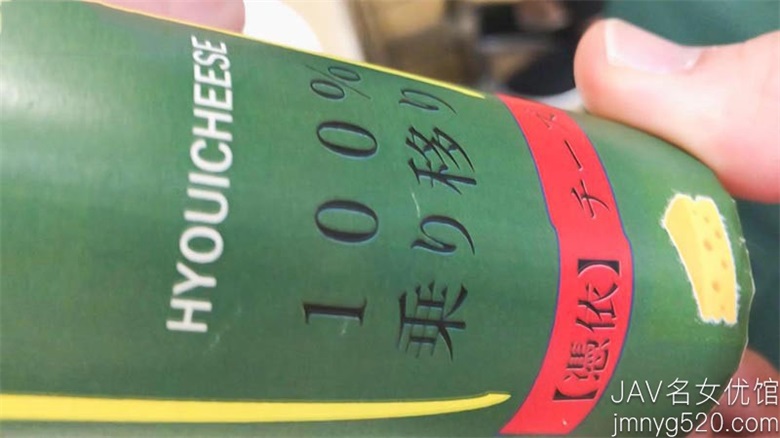 HYOUICHEESE
100%
乗り移り
【憑依】チーズ
JAV名女优馆
jmnyg520.com